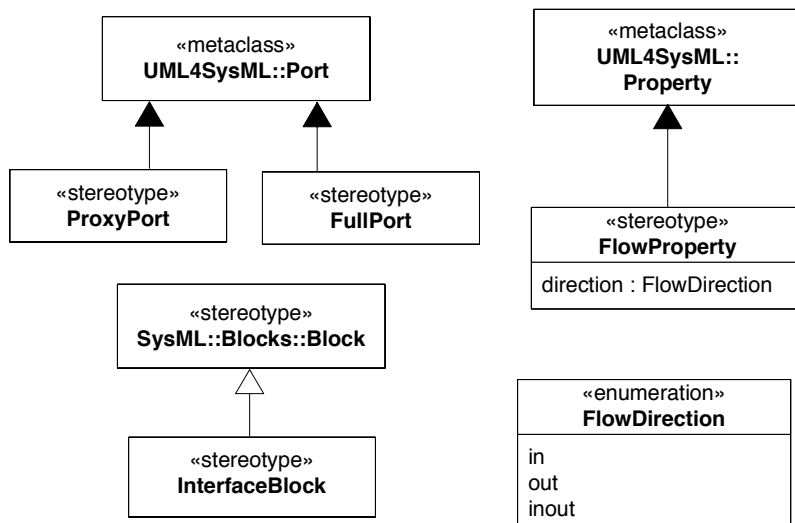 «metaclass»
UML4SysML::Port
«metaclass»
UML4SysML::
Property
«stereotype»
ProxyPort
«stereotype»
FullPort
«stereotype»
FlowProperty
direction : FlowDirection
«stereotype»
SysML::Blocks::Block
«stereotype»
InterfaceBlock
«enumeration»
FlowDirection
in
out
inout